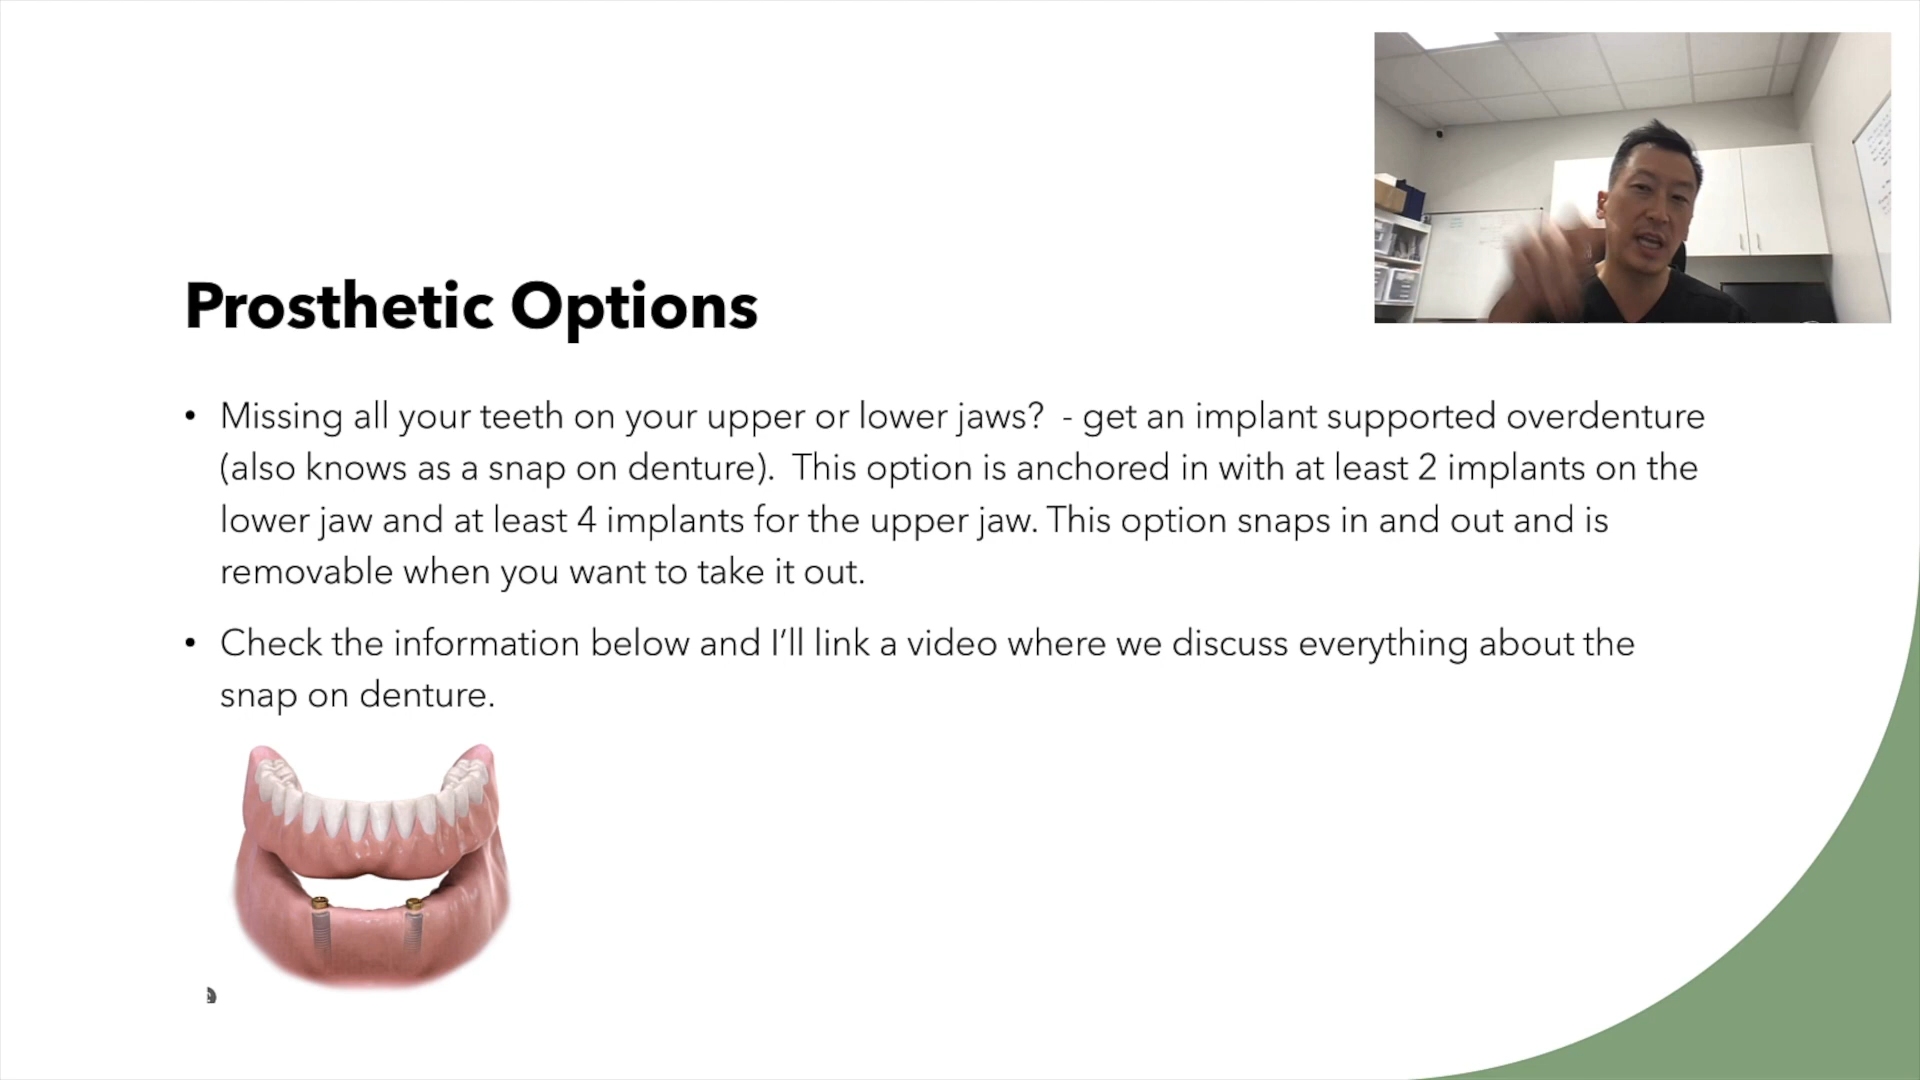 Prosthetic Options
• Missing all your teeth on your upper or lower jaws?  - get an implant supported overdenture
(also knows as a snap on denture).  This option is anchored in with at least 2 implants on the
lower jaw and at least 4 implants for the upper jaw. This option snaps in and out and is
removable when you want to take it out.
• Check the information below and I’ll link a video where we discuss everything about the
snap on denture.